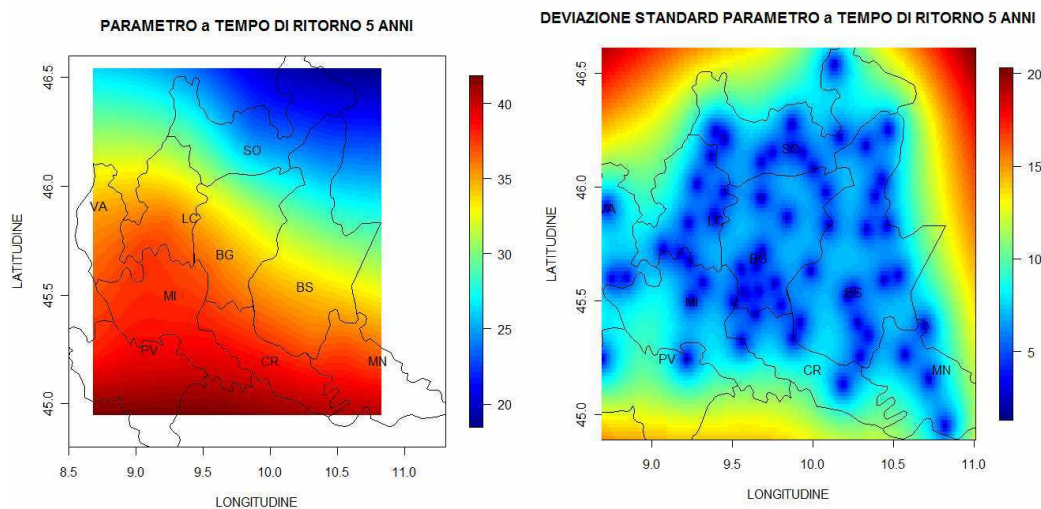 PARAMETRO a TEMPO DI RITORNO 5 ANNI
LATITUDINE
46.5
46.0
45.5
45.0
SO
VA
LC
BG
BS
MI
PV
CR
MN
8.5 9.0 9.5 10.0 10.5 11.0
LONGITUDINE
40
35
30
25
20
DEVIAZIONE STANDARD PARAMETRO a TEMPO DI RITORNO 5 ANNI
LATITUDINE
46.5
46.0
45.5
45.0
SO
VA
LC
BG
BS
MI
PV
CR
MN
9.0 9.5 10.0 10.5 11.0
LONGITUDINE
20
15
10
5